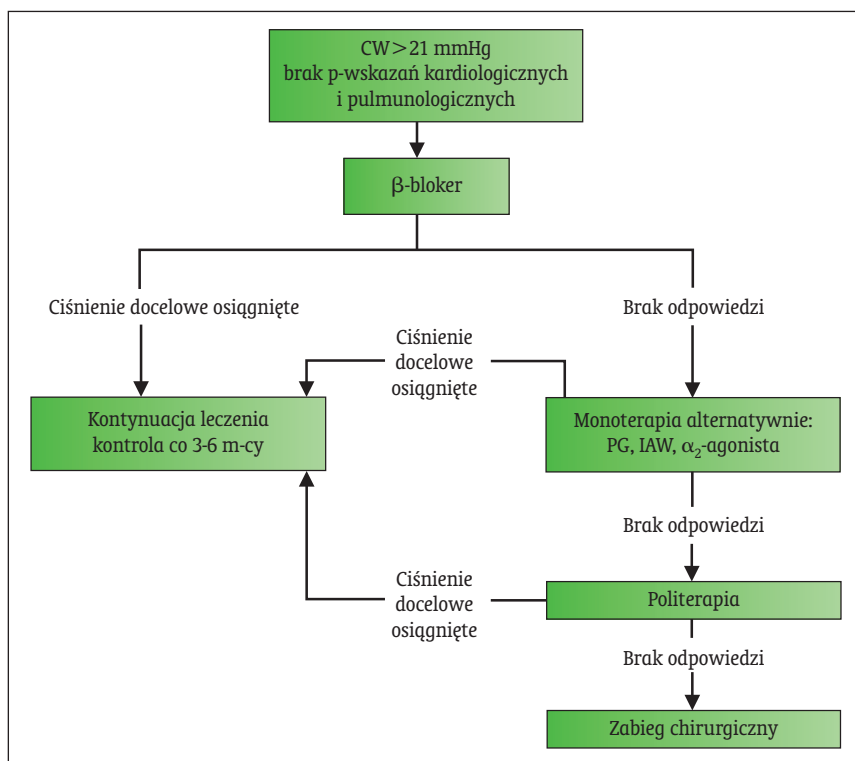 CW>21 mmHg
brak p-wskazań kardiologicznych
i pulmunologicznych
β-bloker
Ciśnienie docelowe osiągnięte
Brak odpowiedzi
Ciśnienie
docelowe
osiągnięte
Kontynuacja leczenia
kontrola co 3-6 m-cy
Monoterapia alternatywnie:
PG, IAW, α₂-agonista
Brak odpowiedzi
Ciśnienie
docelowe
osiągnięte
Politerapia
Brak odpowiedzi
Zabieg chirurgiczny